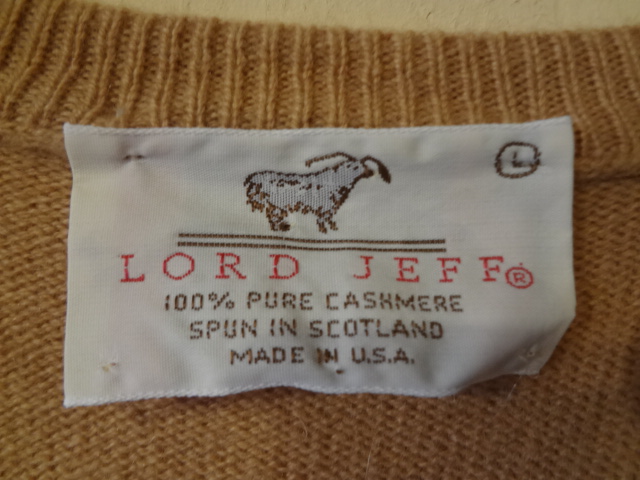 L
LORD JEFF®
100% PURE CASHMERE
SPUN IN SCOTLAND
MADE IN U.S.A.